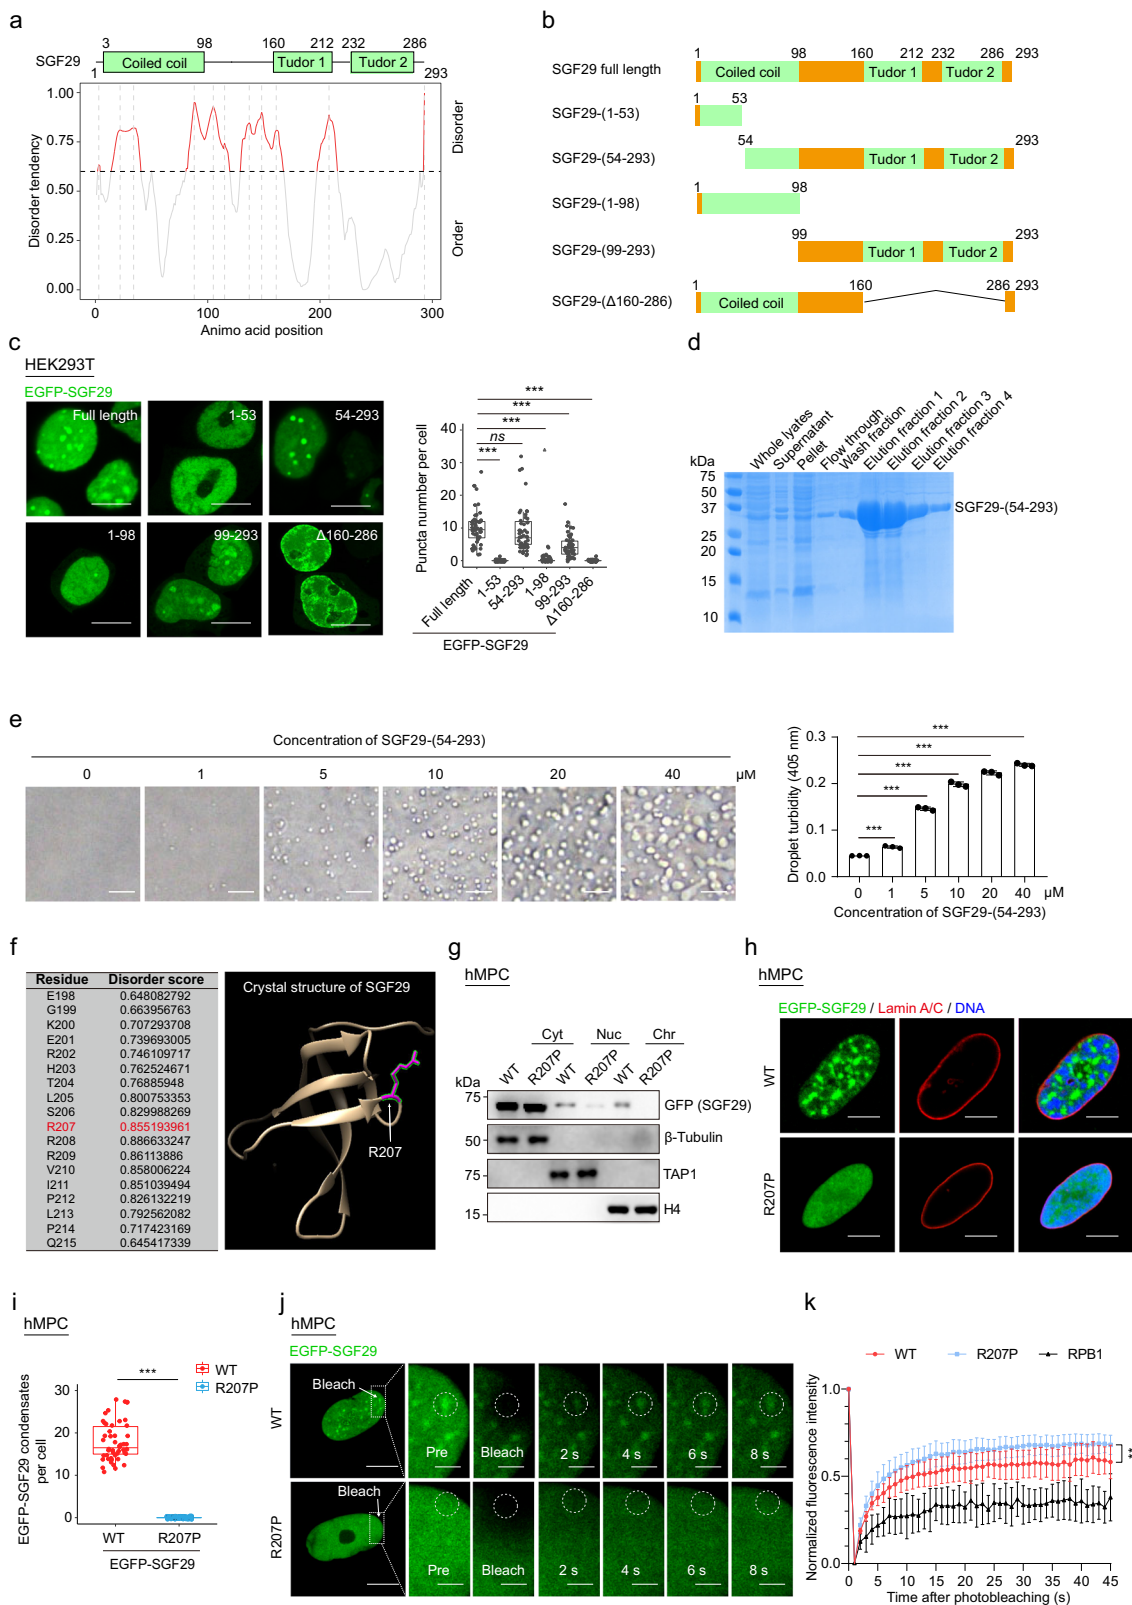 a
3 98 160 212 232 286
SGF29 Coiled coil Tudor 1 Tudor 2
1 293
1.00
0.75
0.50
0.25
0.00
Disorder tendency
Disorder
Order
0 100 200 300
Animo acid position
b
1 98 160 212 232 286 293
SGF29 full length Coiled coil Tudor 1 Tudor 2
1 53
SGF29-(1-53)
54 293
SGF29-(54-293) Tudor 1 Tudor 2
1 98
SGF29-(1-98)
99 293
SGF29-(99-293) Tudor 1 Tudor 2
1 160 286 293
SGF29-(Δ160-286) Coiled coil
c
HEK293T
EGFP-SGF29
Full length 1-53 54-293
1-98 99-293 Δ160-286
***
***
***
ns
***
40
30
20
10
0
Puncta nunmber per cell
Full length 1-53 54-293 1-98 99-293 Δ160-286
EGFP-SGF29
d
Whole lyates Supernatant Pellet Flow through Wash fraction Elution fraction 1 Elution fraction 2 Elution fraction 3 Elution fraction 4
kDa
75
50
37 SGF29-(54-293)
25
20
15
10
e
Concentration of SGF29-(54-293)
0 1 5 10 20 40 μM
***
***
***
***
***
0.3
0.2
0.1
0.0
Droplet turbidity (405 nm)
0 1 5 10 20 40 μM
Concentration of SGF29-(54-293)
f
Residue Disorder score
E198 0.648082792
G199 0.663956763
K200 0.707293708
E201 0.739693005
R202 0.746109717
H203 0.762524671
T204 0.76885948
L205 0.800753353
S206 0.829988269
R207 0.855193961
R208 0.886633247
R209 0.86113886
V210 0.858006224
I211 0.851039494
P212 0.826132219
L213 0.792562082
P214 0.717423169
Q215 0.645417339
Crystal structure of SGF29
R207
g
hMPC
Cyt Nuc Chr
WT R207P WT R207P WT R207P
kDa
75 GFP (SGF29)
50 β-Tubulin
75 TAP1
15 H4
h
hMPC
EGFP-SGF29 / Lamin A/C / DNA
WT
R207P
i
hMPC
*** WT
R207P
30
20
10
0
EGFP-SGF29 condensates
per cell
WT R207P
EGFP-SGF29
j
hMPC
EGFP-SGF29
WT
Bleach
Pre Bleach 2 s 4 s 6 s 8 s
R207P
Bleach
Pre Bleach 2 s 4 s 6 s 8 s
k
WT R207P RPB1
1.0
0.5
0.0
Normalized fluorescence intensity
**
0 5 10 15 20 25 30 35 40 45
Time after photobleaching (s)